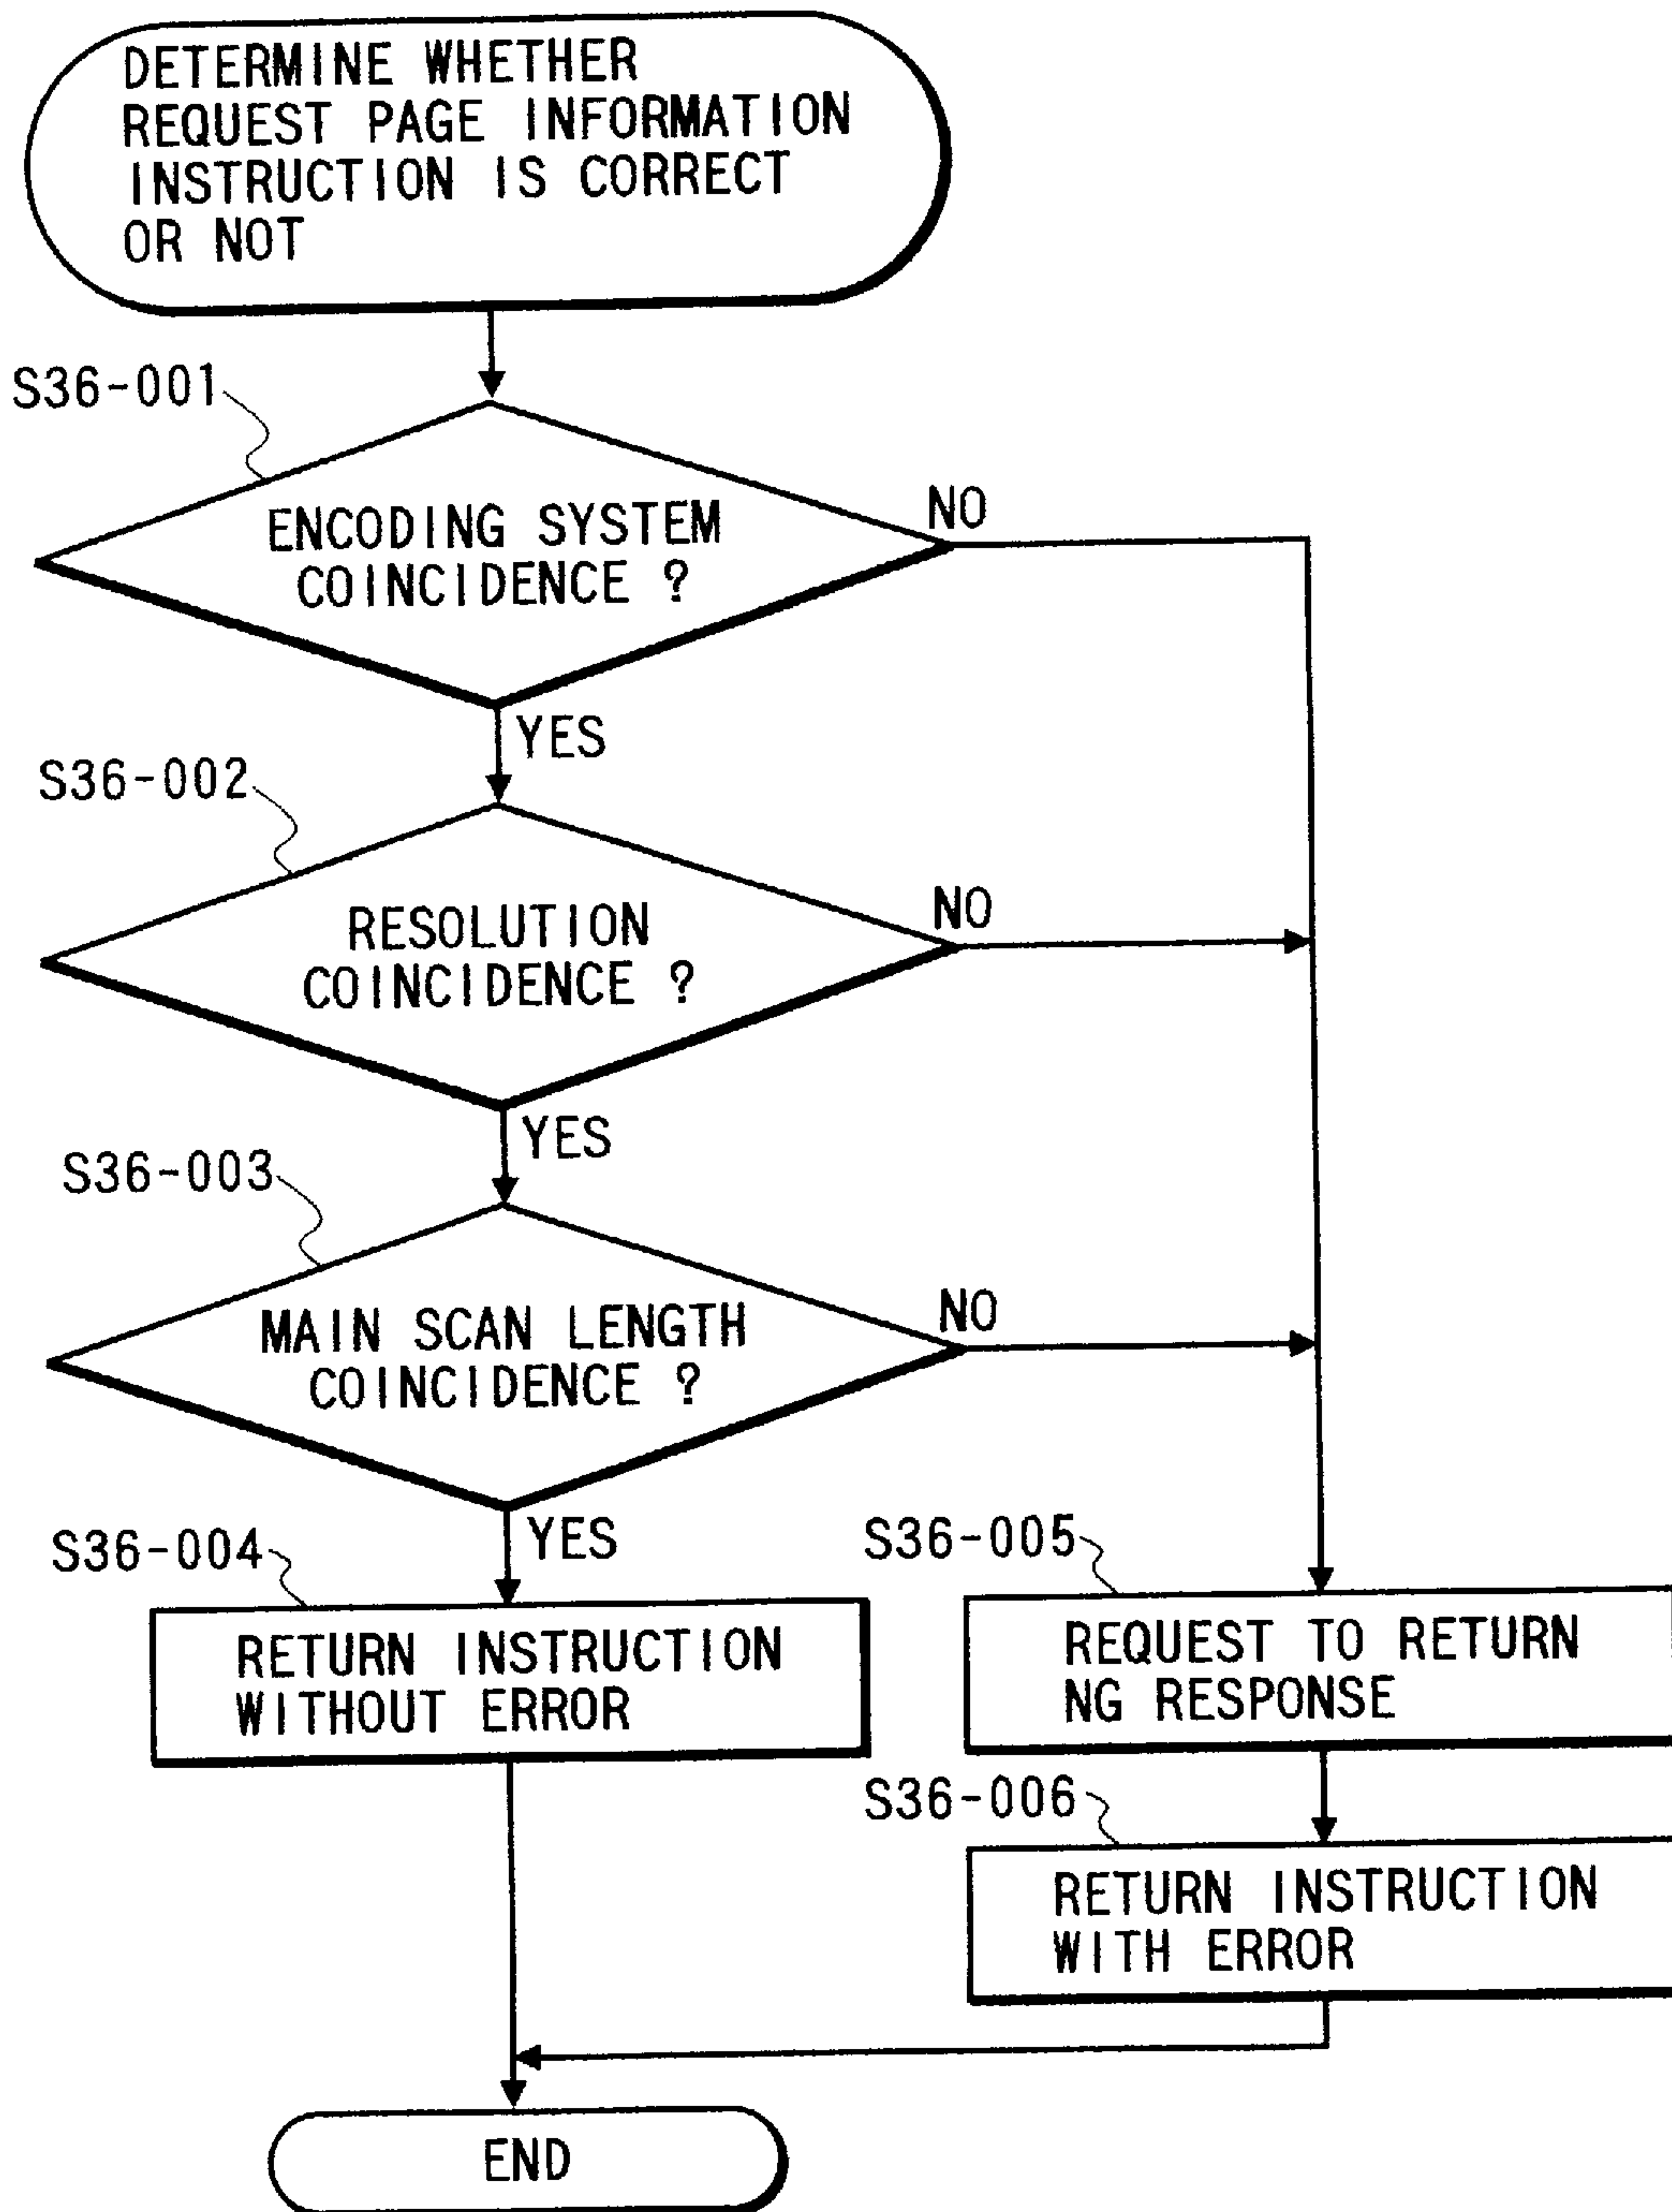 DETERMINE WHETHER
REQUEST PAGE INFORMATION
INSTRUCTION IS CORRECT
OR NOT
S36-001
ENCODING SYSTEM
COINCIDENCE ?
NO
YES
S36-002
RESOLUTION
COINCIDENCE ?
NO
YES
S36-003
MAIN SCAN LENGTH
COINCIDENCE ?
NO
YES
S36-004
RETURN INSTRUCTION
WITHOUT ERROR
S36-005
REQUEST TO RETURN
NG RESPONSE
S36-006
RETURN INSTRUCTION
WITH ERROR
END